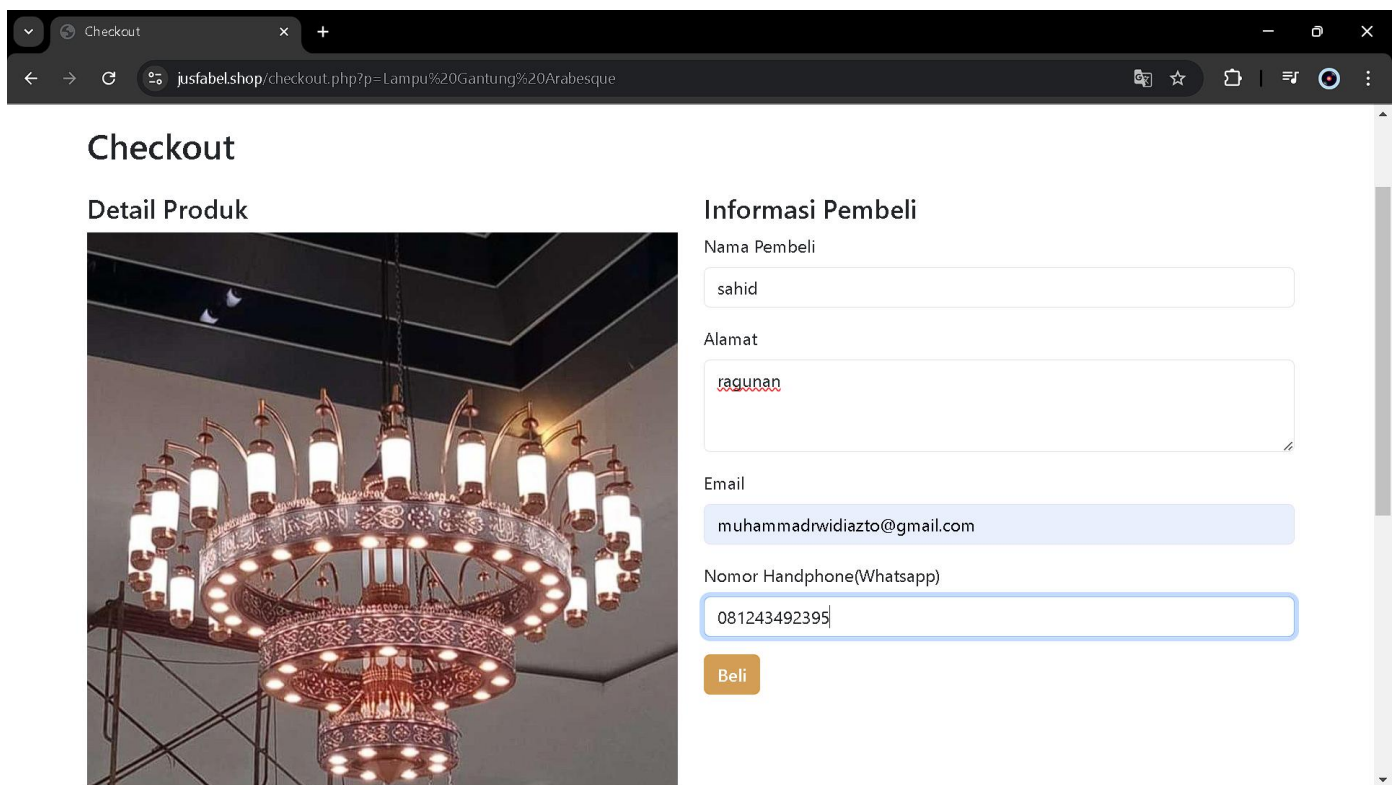 Checkout
jusfabel.shop/checkout.php?p=Lampu%20Gantung%20Arabesque
Checkout
Detail Produk
Informasi Pembeli
Nama Pembeli
sahid
Alamat
ragunan
Email
muhammadrwidiazto@gmail.com
Nomor Handphone(Whatsapp)
081243492395
Beli